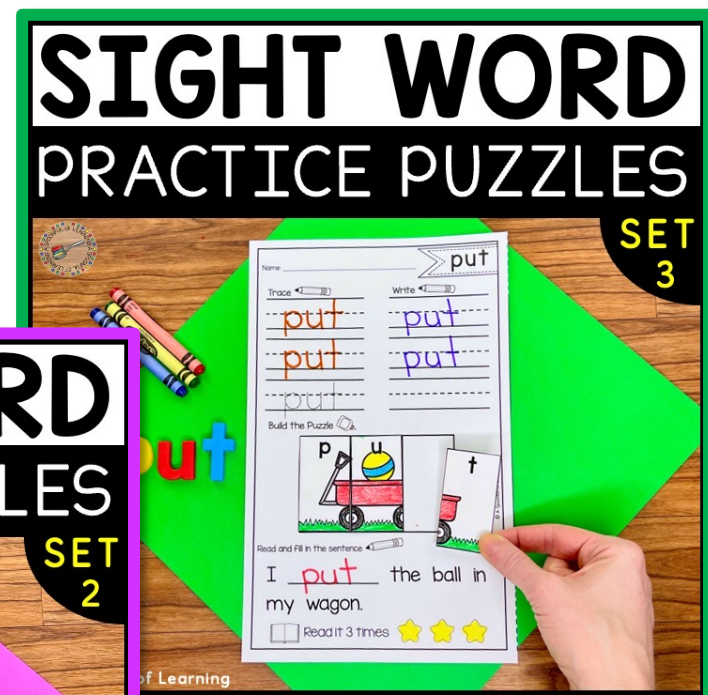 SIGHT WORD
PRACTICE PUZZLES
SET
3
Name:
put
Trace
Write
put
put
put
put
put
Build the Puzzle
p u t
Read and fill in the sentence
I put the ball in
my wagon.
Read it 3 times
ut
of Learning
RD
LES
SET
2